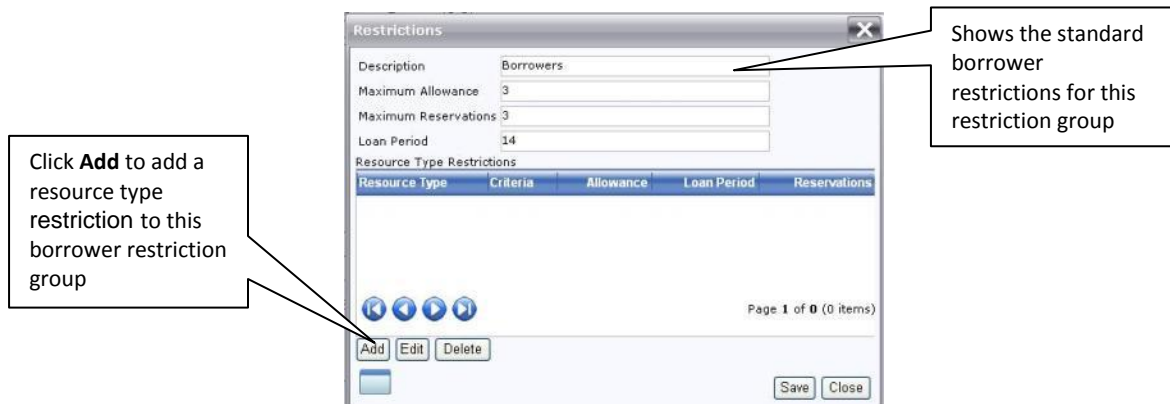 Restrictions
Description Borrowers
Maximum Allowance 3
Maximum Reservations 3
Loan Period 14
Resource Type Restrictions
Resource Type Criteria Allowance Loan Period Reservations
Page 1 of 0 (0 items)
Add Edit Delete
Save Close
Shows the standard
borrower
restrictions for this
restriction group
Click Add to add a
resource type
restriction to this
borrower restriction
group